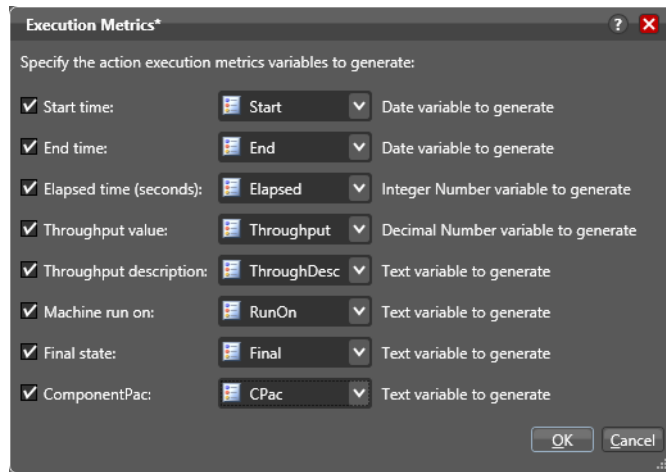 Execution Metrics*
?
Specify the action execution metrics variables to generate:
Start time: Start Date variable to generate
End time: End Date variable to generate
Elapsed time (seconds): Elapsed Integer Number variable to generate
Throughput value: Throughput Decimal Number variable to generate
Throughput description: ThroughDesc Text variable to generate
Machine run on: RunOn Text variable to generate
Final state: Final Text variable to generate
ComponentPac: CPac Text variable to generate
OK Cancel